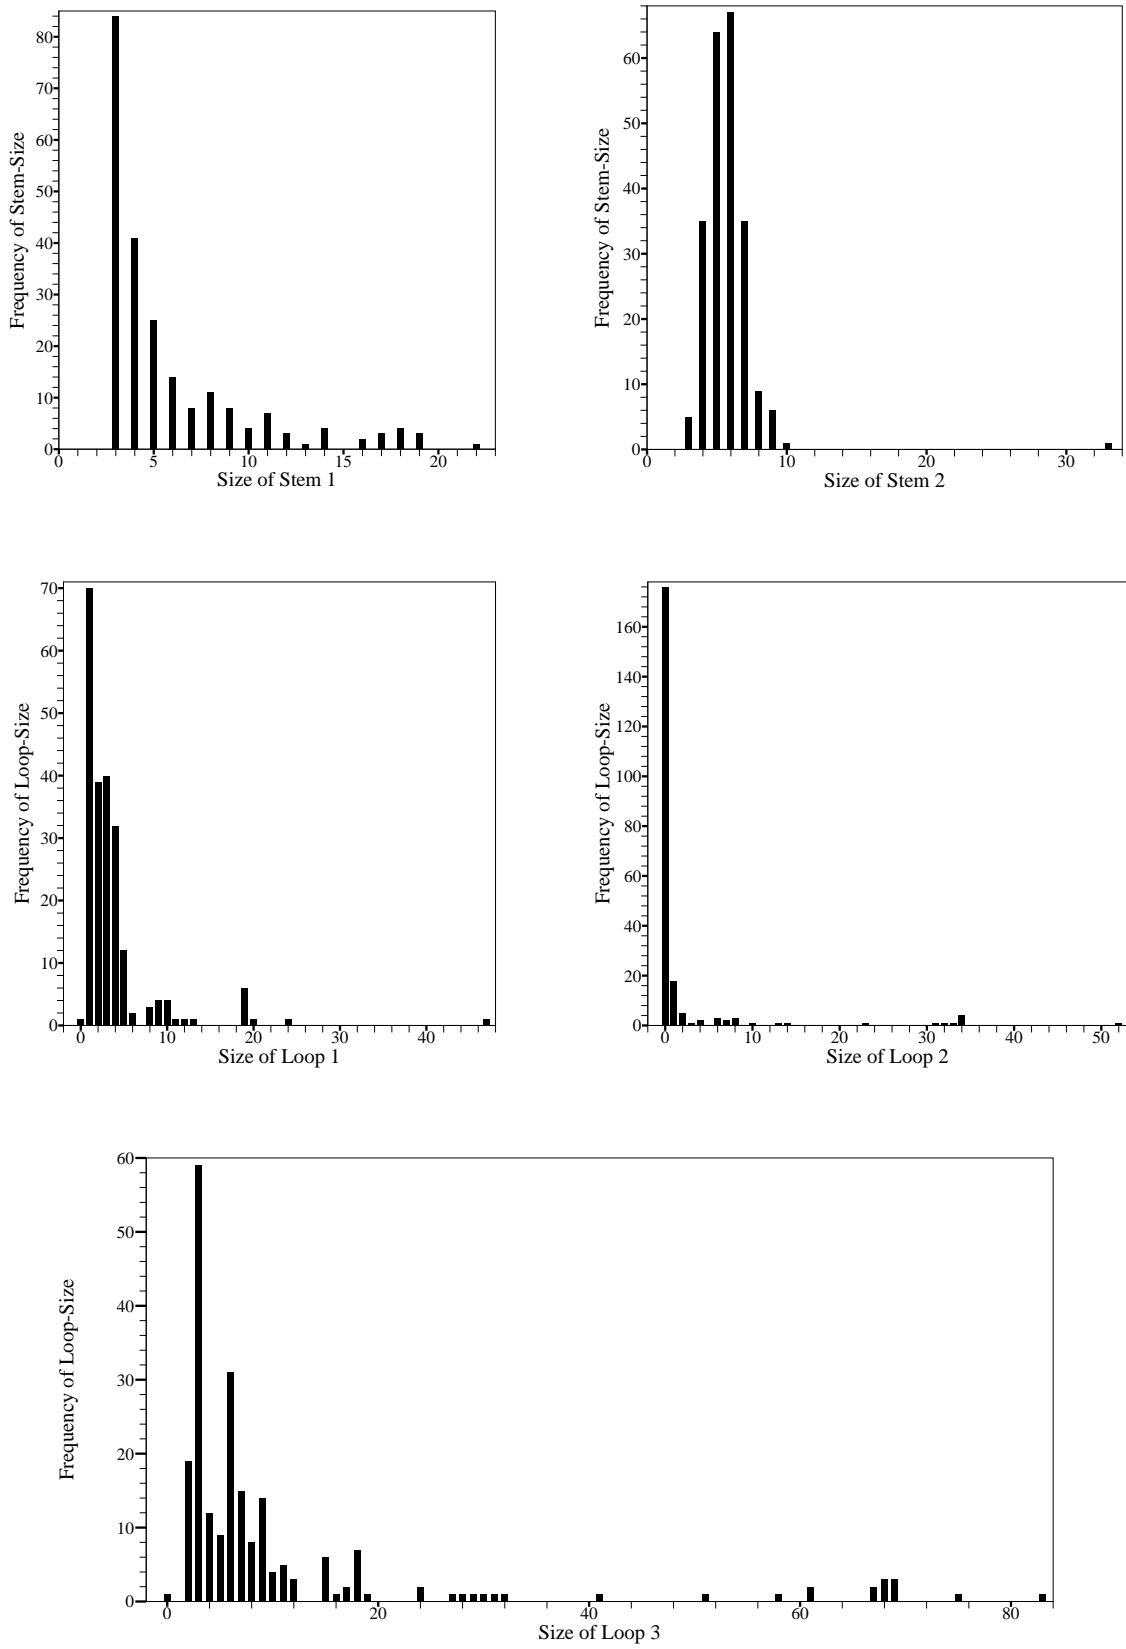 Frequency of Stem-Size
80
70
60
50
40
30
20
10
0
0 5 10 15 20
Size of Stem 1
Frequency of Stem-Size
60
50
40
30
20
10
0
0 10 20 30
Size of Stem 2
Frequency of Loop-Size
70
60
50
40
30
20
10
0
0 10 20 30 40
Size of Loop 1
Frequency of Loop-Size
160
140
120
100
80
60
40
20
0
0 10 20 30 40 50
Size of Loop 2
Frequency of Loop-Size
60
50
40
30
20
10
0
0 20 40 60 80
Size of Loop 3